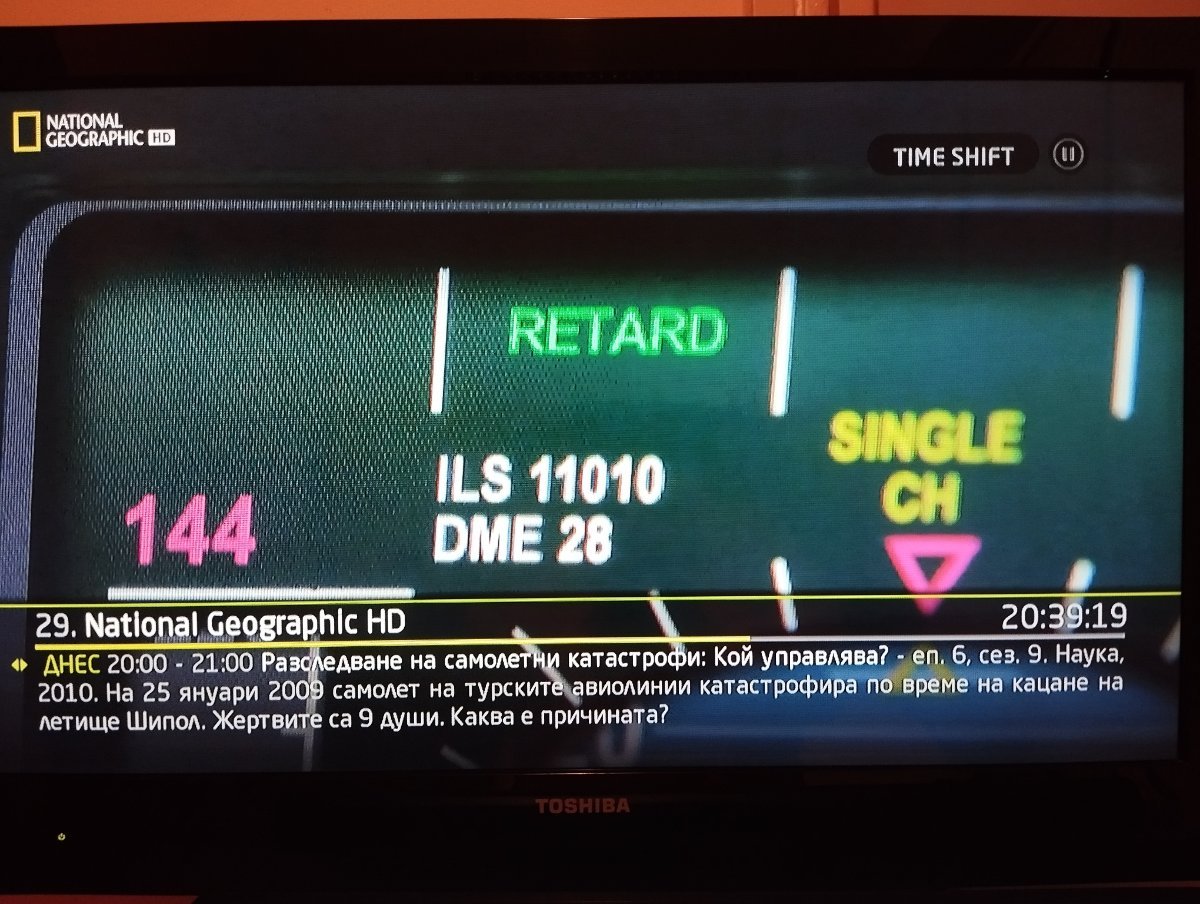 NATIONAL
GEOGRAPHIC HD
TIME SHIFT
RETARD
SINGLE
CH
ILS 11010
DME 28
144
29. National Geographic HD
20:39:19
ДНЕС 20:00 - 21:00 Разследване на самолетни катастрофи: Кой управлява? - еп. 6, сез. 9. Наука,
2010. На 25 януари 2009 самолет на турските авиолинии катастрофира по време на кацане на
летище Шипол. Жертвите са 9 души. Каква е причината?
TOSHIBA